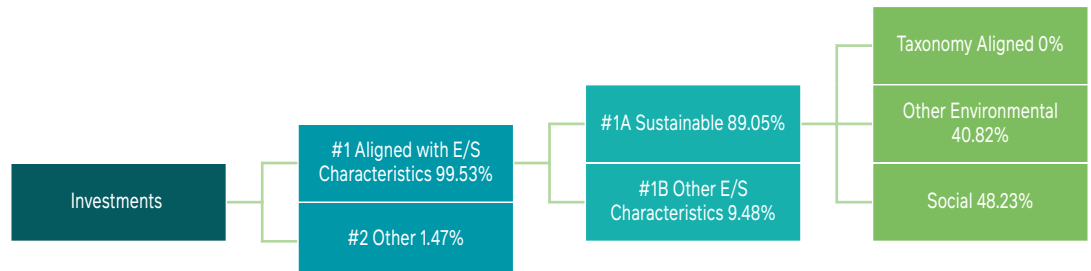 Investments
#1 Aligned with E/S
Characteristics 99.53%
#2 Other 1.47%
#1A Sustainable 89.05%
#1B Other E/S
Characteristics 9.48%
Taxonomy Aligned 0%
Other Environmental
40.82%
Social 48.23%